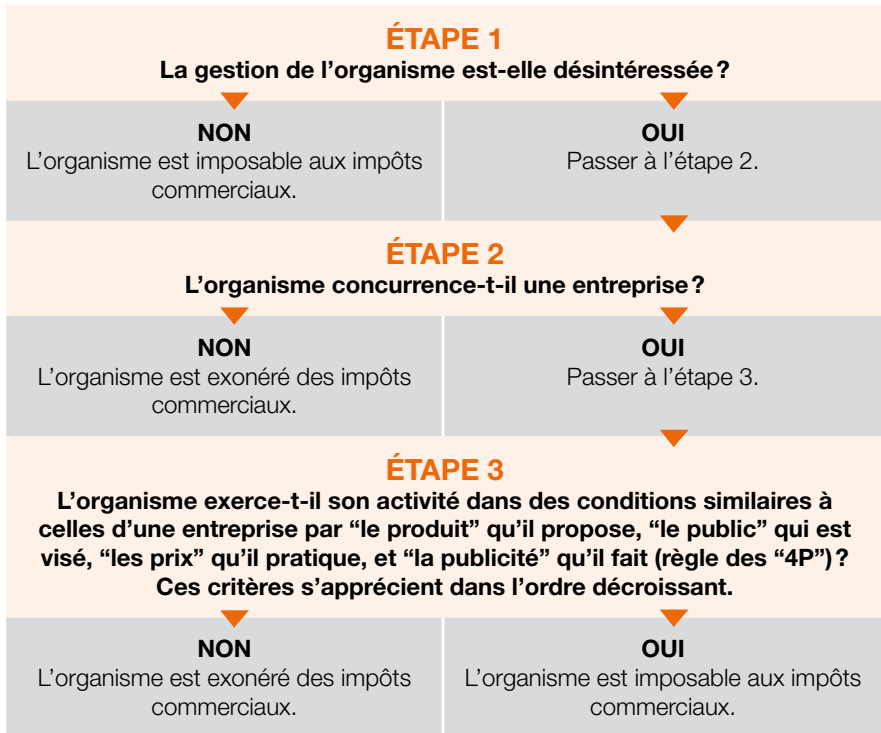 ÉTAPE 1
La gestion de l’organisme est-elle désintéressée ?
NON
L’organisme est imposable aux impôts
commerciaux.
OUI
Passer à l’étape 2.
ÉTAPE 2
L’organisme concurrence-t-il une entreprise ?
NON
L’organisme est exonéré des impôts
commerciaux.
OUI
Passer à l’étape 3.
ÉTAPE 3
L’organisme exerce-t-il son activité dans des conditions similaires à
celles d’une entreprise par “le produit” qu’il propose, “le public” qui est
visé, “les prix” qu’il pratique, et “la publicité” qu’il fait (règle des “4P”) ?
Ces critères s’apprécient dans l’ordre décroissant.
NON
L’organisme est exonéré des impôts
commerciaux.
OUI
L’organisme est imposable aux impôts
commerciaux.